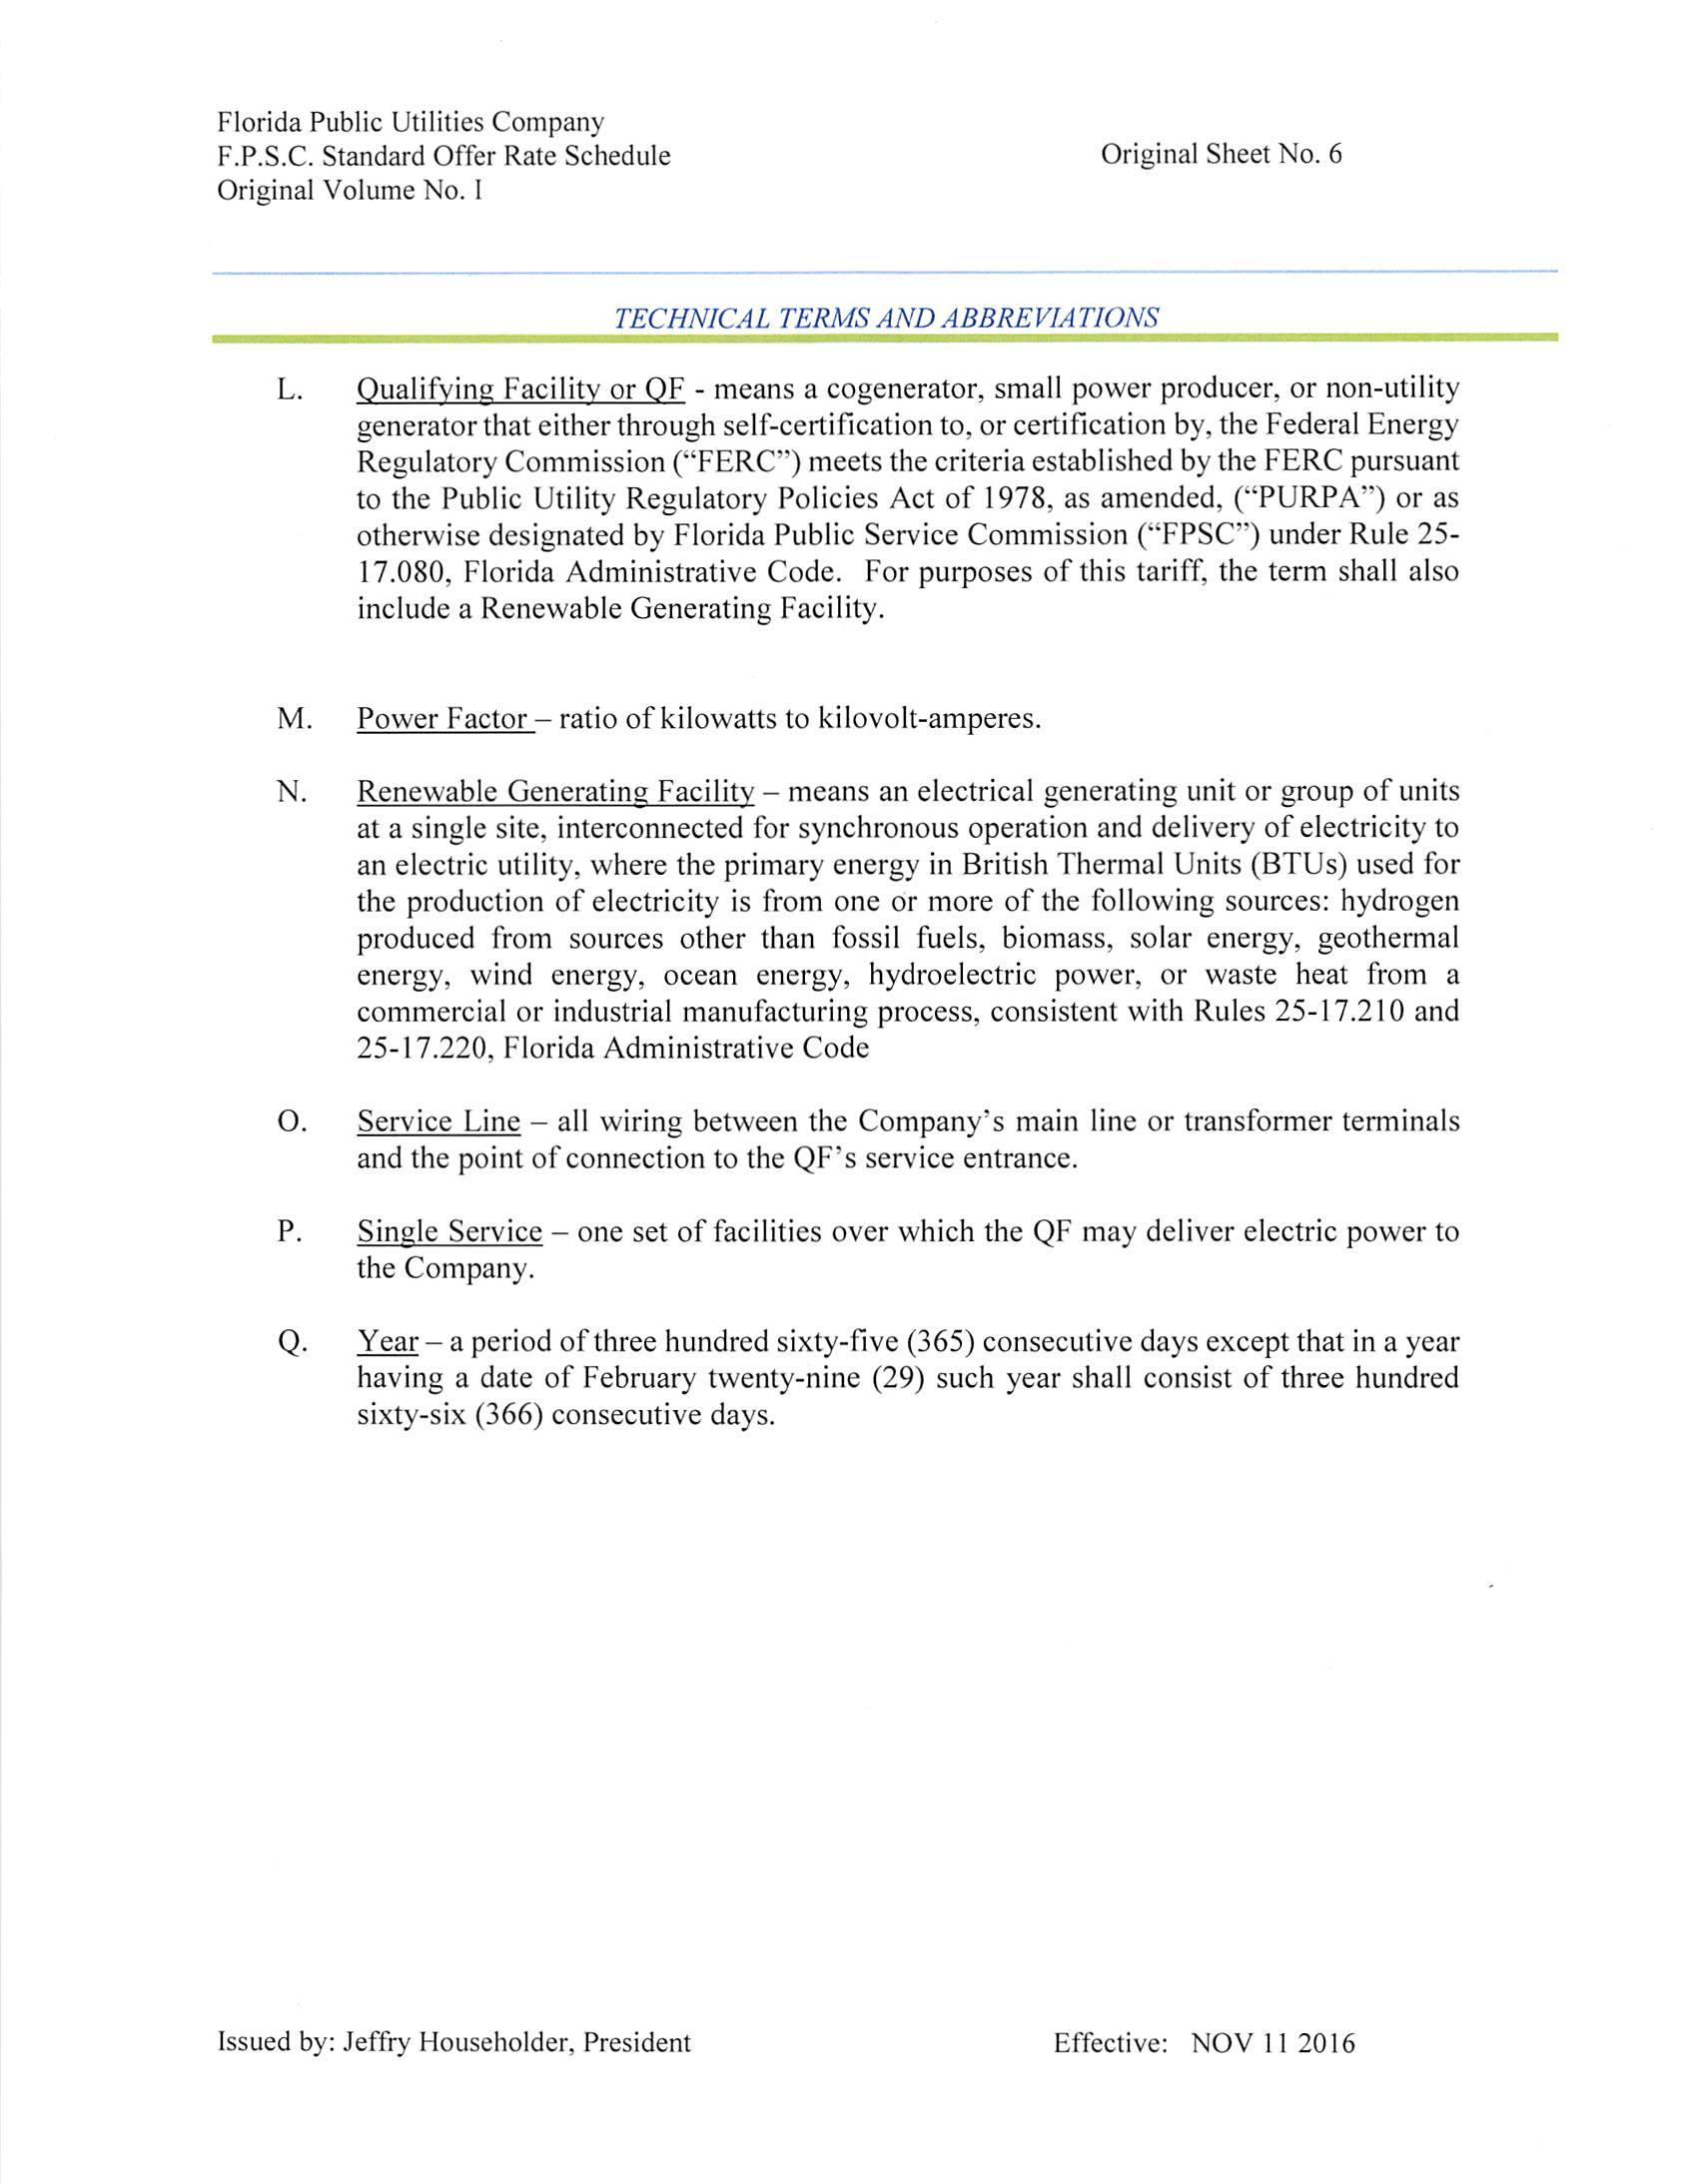 Florida Public Utilities Company
F.P.S.C. Standard Offer Rate Schedule
Original Sheet No. 6
Original Volume No. I
TECHNICAL TERMS AND ABBREVIATIONS
L. Qualifying Facility or QF - means a cogenerator, small power producer, or non-utility
generator that either through self-certification to, or certification by, the Federal Energy
Regulatory Commission (“FERC”) meets the criteria established by the FERC pursuant
to the Public Utility Regulatory Policies Act of 1978, as amended, (“PURPA”) or as
otherwise designated by Florida Public Service Commission (“FPSC”) under Rule 25-
17.080, Florida Administrative Code. For purposes of this tariff, the term shall also
include a Renewable Generating Facility.
M. Power Factor – ratio of kilowatts to kilovolt-amperes.
N. Renewable Generating Facility – means an electrical generating unit or group of units
at a single site, interconnected for synchronous operation and delivery of electricity to
an electric utility, where the primary energy in British Thermal Units (BTUs) used for
the production of electricity is from one or more of the following sources: hydrogen
produced from sources other than fossil fuels, biomass, solar energy, geothermal
energy, wind energy, ocean energy, hydroelectric power, or waste heat from a
commercial or industrial manufacturing process, consistent with Rules 25-17.210 and
25-17.220, Florida Administrative Code
O. Service Line – all wiring between the Company’s main line or transformer terminals
and the point of connection to the QF’s service entrance.
P. Single Service – one set of facilities over which the QF may deliver electric power to
the Company.
Q. Year – a period of three hundred sixty-five (365) consecutive days except that in a year
having a date of February twenty-nine (29) such year shall consist of three hundred
sixty-six (366) consecutive days.
Issued by: Jeffry Householder, President
Effective: NOV 11 2016